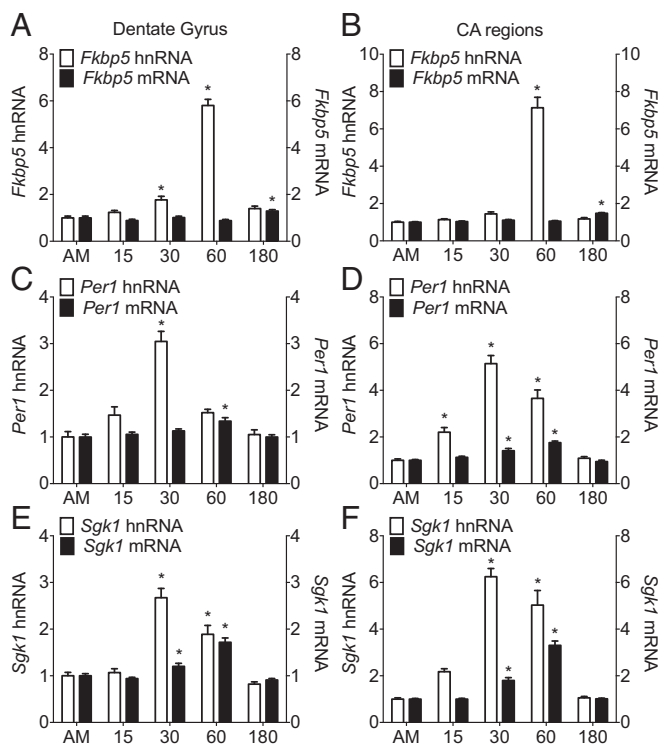 A Dentate Gyrus
Fkbp5 hnRNA
Fkbp5 mRNA
Fkbp5 hnRNA
Fkbp5 mRNA
8 6 4 2 0
8 6 4 2 0
* * *
AM 15 30 60 180
B CA regions
Fkbp5 hnRNA
Fkbp5 mRNA
Fkbp5 hnRNA
Fkbp5 mRNA
10 8 6 4 2 0
10 8 6 4 2 0
* *
AM 15 30 60 180
C
Per1 hnRNA
Per1 mRNA
Per1 hnRNA
Per1 mRNA
4 3 2 1 0
4 3 2 1 0
* *
AM 15 30 60 180
D
Per1 hnRNA
Per1 mRNA
Per1 hnRNA
Per1 mRNA
8 6 4 2 0
8 6 4 2 0
* * * * *
AM 15 30 60 180
E
Sgk1 hnRNA
Sgk1 mRNA
Sgk1 hnRNA
Sgk1 mRNA
4 3 2 1 0
4 3 2 1 0
* * * *
AM 15 30 60 180
F
Sgk1 hnRNA
Sgk1 mRNA
Sgk1 hnRNA
Sgk1 mRNA
8 6 4 2 0
8 6 4 2 0
* * * *
AM 15 30 60 180